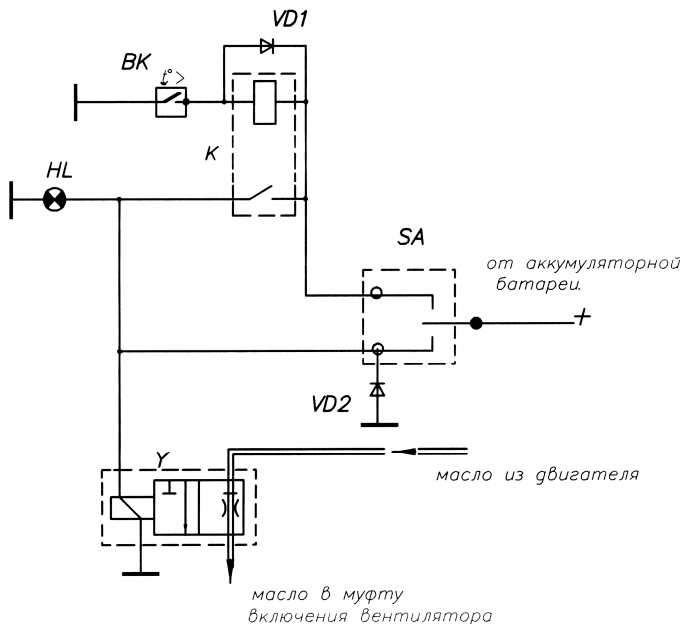 VD1
BK
t° >
K
HL
SA
от аккумуляторной
батареи.
+
VD2
Y
масло из двигателя
масло в муфту
включения вентилятора